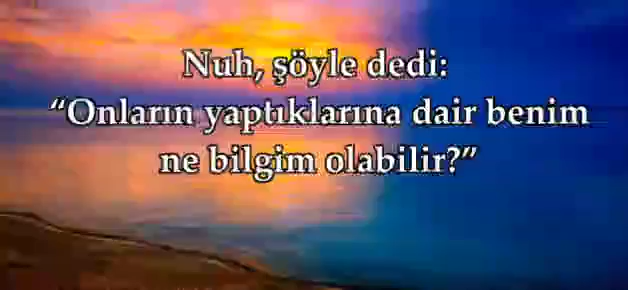 Nuh, şöyle dedi:
“Onların yaptıklarına dair benim
ne bilgim olabilir?”